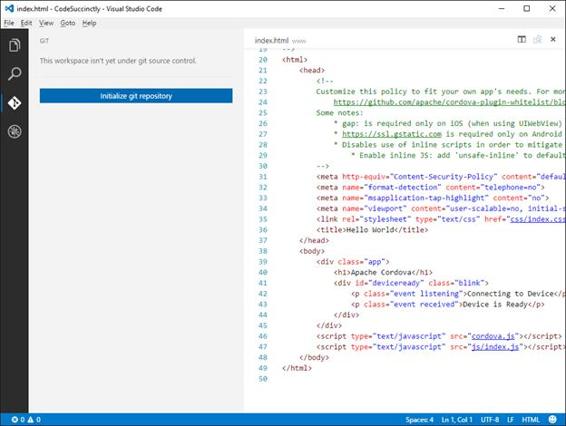 index.html - CodeSuccinctly - Visual Studio Code
File Edit View Goto Help
GIT
This workspace isn't yet under git source control.
Initialize git repository
index.html www
19 -->
20 <html>
21 <head>
22 <!--
23 Customize this policy to fit your own app's needs. For mor
24 https://github.com/apache/cordova-plugin-whitelist/blo
25 Some notes:
26 * gap: is required only on iOS (when using UIWebView)
27 * https://ssl.gstatic.com is required only on Android
28 * Disables use of inline scripts in order to mitigate
29 * Enable inline JS: add 'unsafe-inline' to default
30 -->
31 <meta http-equiv="Content-Security-Policy" content="defau
32 <meta name="format-detection" content="telephone=no">
33 <meta name="msapplication-tap-highlight" content="no">
34 <meta name="viewport" content="user-scalable=no, initial-s
35 <link rel="stylesheet" type="text/css" href="css/index.css
36 <title>Hello World</title>
37 </head>
38 <body>
39 <div class="app">
40 <h1>Apache Cordova</h1>
41 <div id="deviceready" class="blink">
42 <p class="event listening">Connecting to Device</p
43 <p class="event received">Device is Ready</p>
44 </div>
45 </div>
46 <script type="text/javascript" src="cordova.js"></script>
47 <script type="text/javascript" src="js/index.js"></script>
48 </body>
49 </html>
50
0 0 Spaces: 4 Ln 1, Col 1 UTF-8 LF HTML